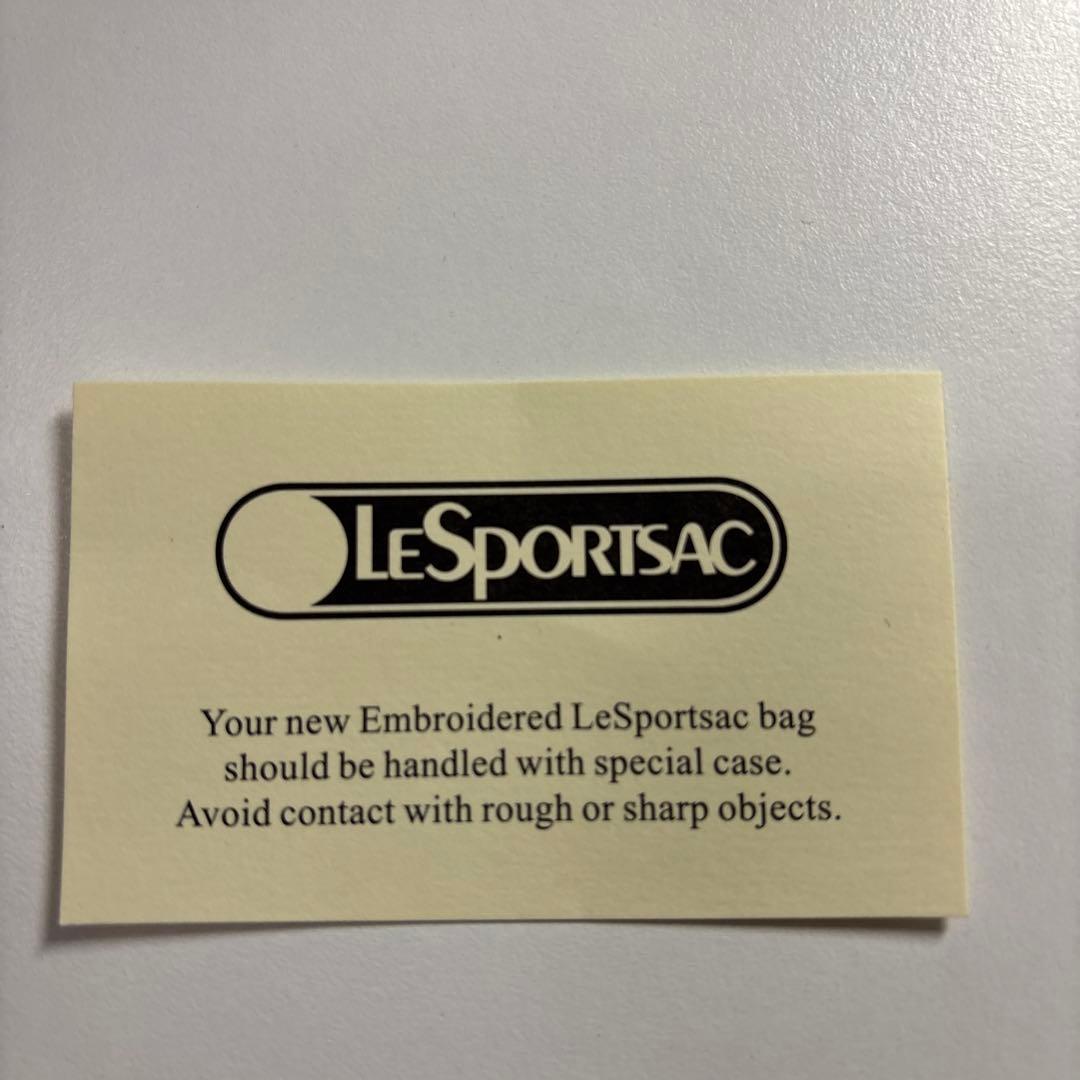 LeSportsac
Your new Embroidered LeSportsac bag
should be handled with special case.
Avoid contact with rough or sharp objects.